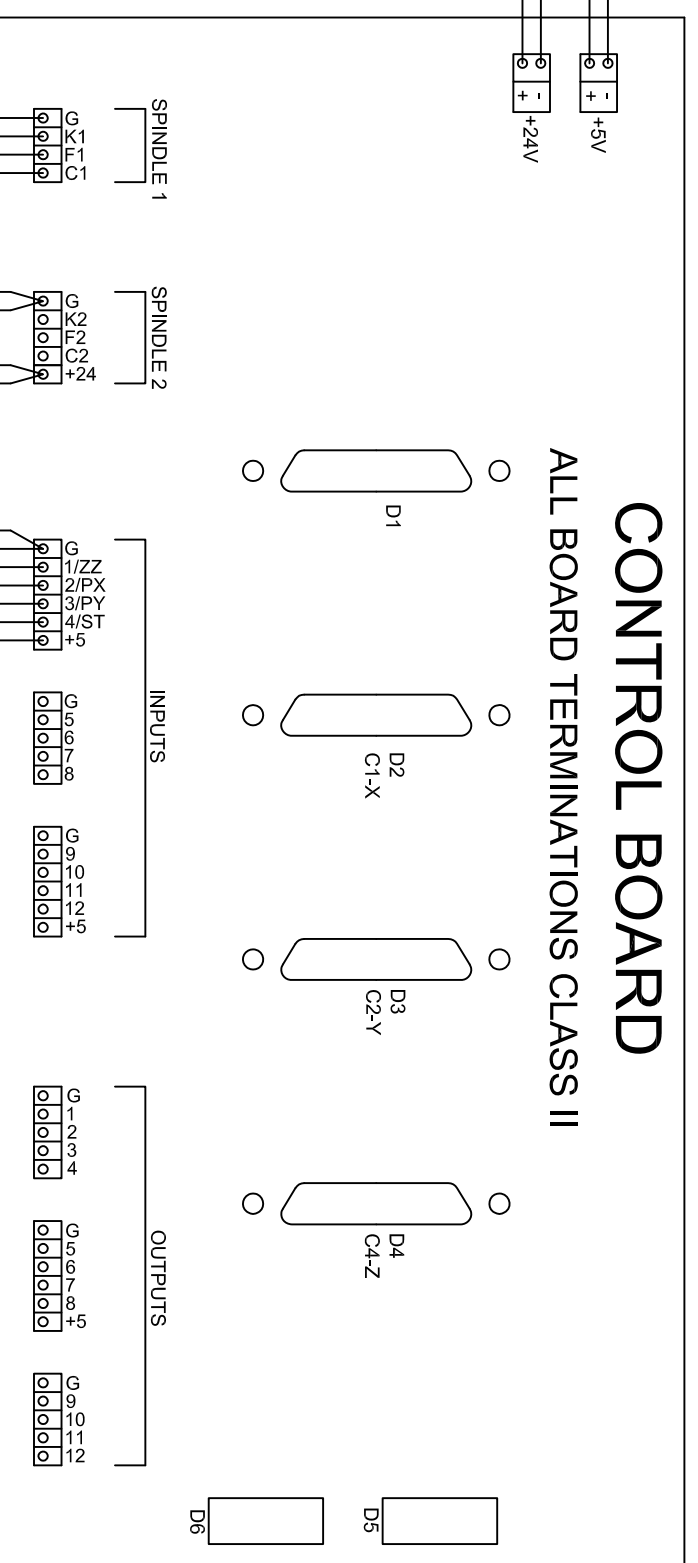 CONTROL BOARD
ALL BOARD TERMINATIONS CLASS II
+ -
+24V
+ -
+5V
SPINDLE 1
G
K1
F1
C1
SPINDLE 2
G
K2
F2
C2
+24
D1
D2
C1-X
D3
C2-Y
D4
C4-Z
INPUTS
G
1/ZZ
2/PX
3/PY
4/ST
+5
G
5
6
7
8
G
9
10
11
12
+5
OUTPUTS
G
1
2
3
4
G
5
6
7
8
+5
G
9
10
11
12
D6
D5